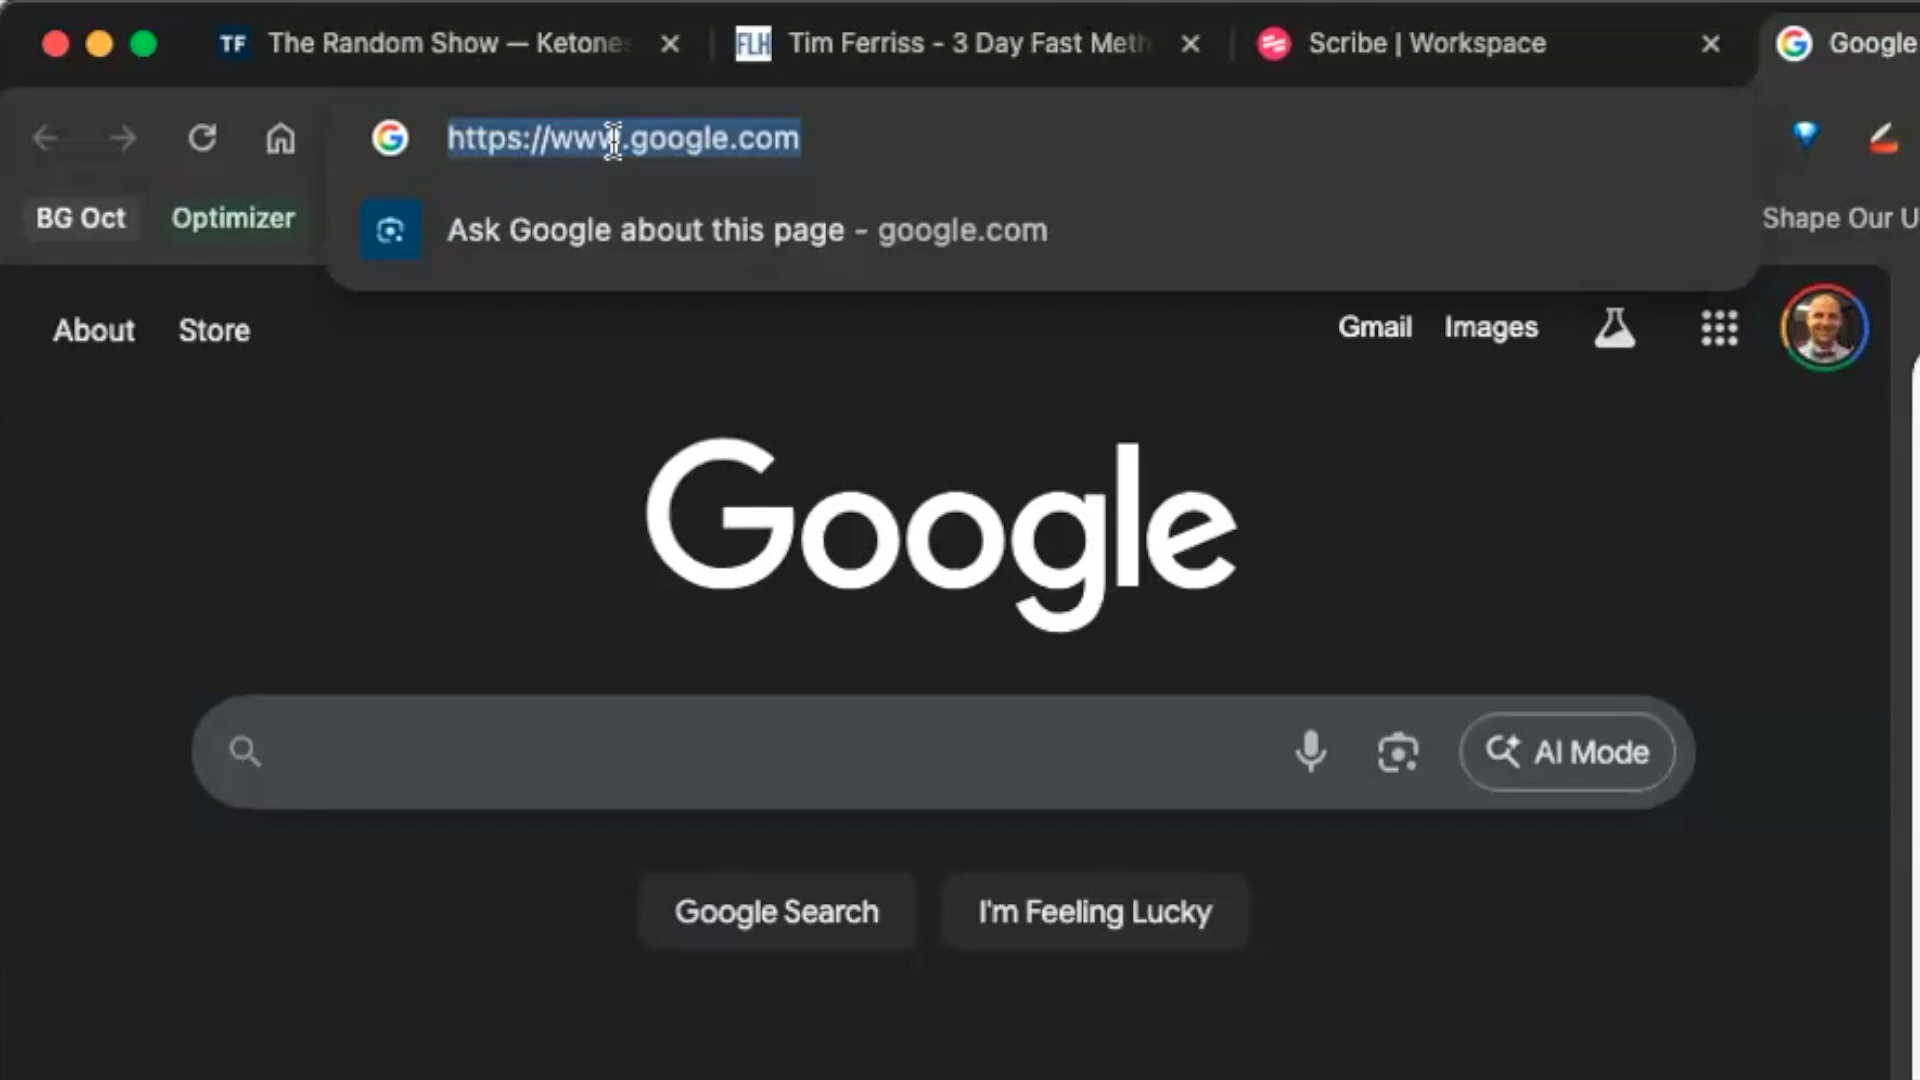 TF The Random Show — Ketones
FLH Tim Ferriss - 3 Day Fast Meth
Scribe | Workspace
Google
https://www.google.com
BG Oct
Optimizer
Ask Google about this page - google.com
Shape Our U
About
Store
Gmail
Images
Google
AI Mode
Google Search
I'm Feeling Lucky